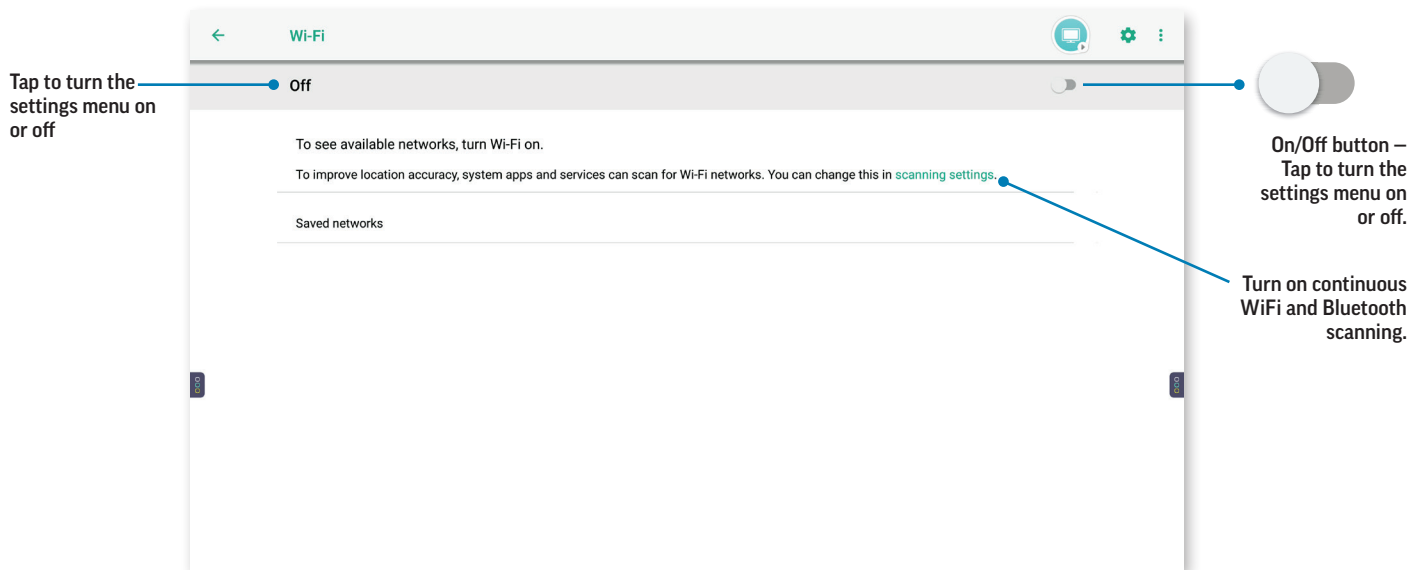 Wi-Fi
Tap to turn the
settings menu on
or off
Off
To see available networks, turn Wi-Fi on.
To improve location accuracy, system apps and services can scan for Wi-Fi networks. You can change this in scanning settings.
Saved networks
On/Off button –
Tap to turn the
settings menu on
or off.
Turn on continuous
WiFi and Bluetooth
scanning.